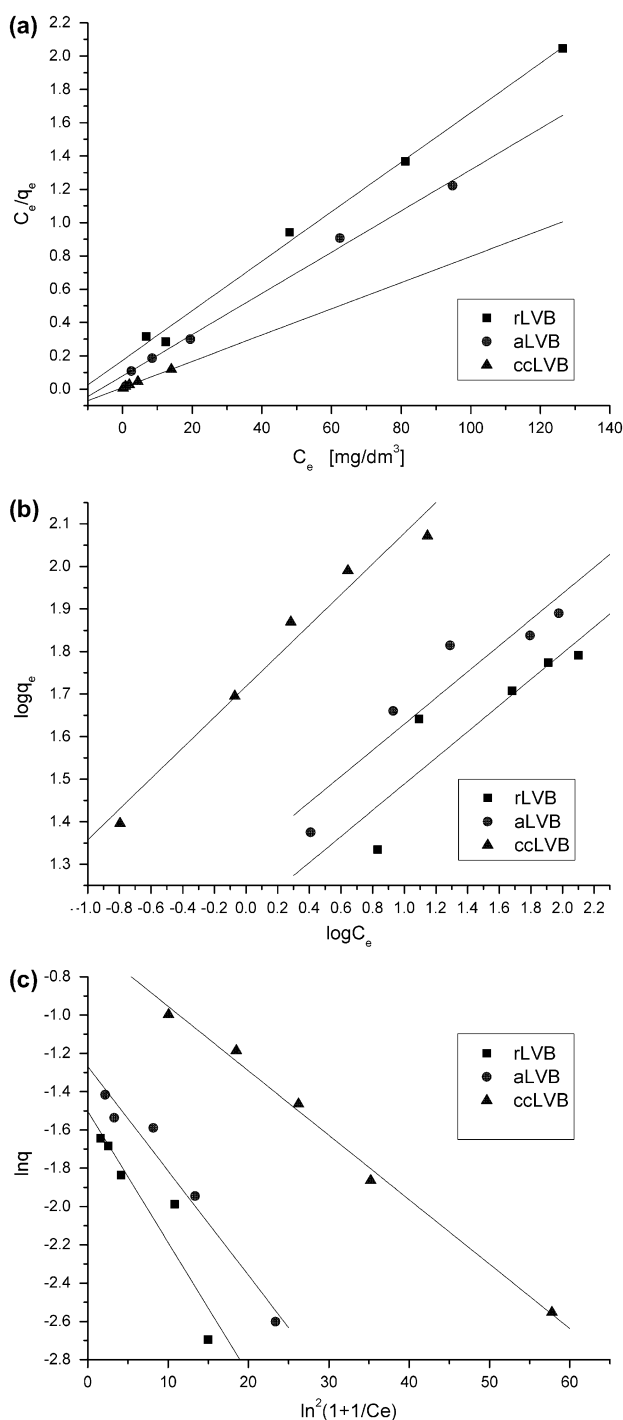 (a)
2.2
2.0
1.8
1.6
1.4
1.2
1.0
0.8
0.6
0.4
0.2
0.0
Ce/qe
0 20 40 60 80 100 120 140
Ce [mg/dm3]
rLVB
aLVB
ccLVB
(b)
2.1
2.0
1.9
1.8
1.7
1.6
1.5
1.4
1.3
logqe
-1.0 -0.8 -0.6 -0.4 -0.2 0.0 0.2 0.4 0.6 0.8 1.0 1.2 1.4 1.6 1.8 2.0 2.2
logCe
rLVB
aLVB
ccLVB
(c)
-0.8
-1.0
-1.2
-1.4
-1.6
-1.8
-2.0
-2.2
-2.4
-2.6
-2.8
lnq
0 10 20 30 40 50 60
ln2(1+1/Ce)
rLVB
aLVB
ccLVB